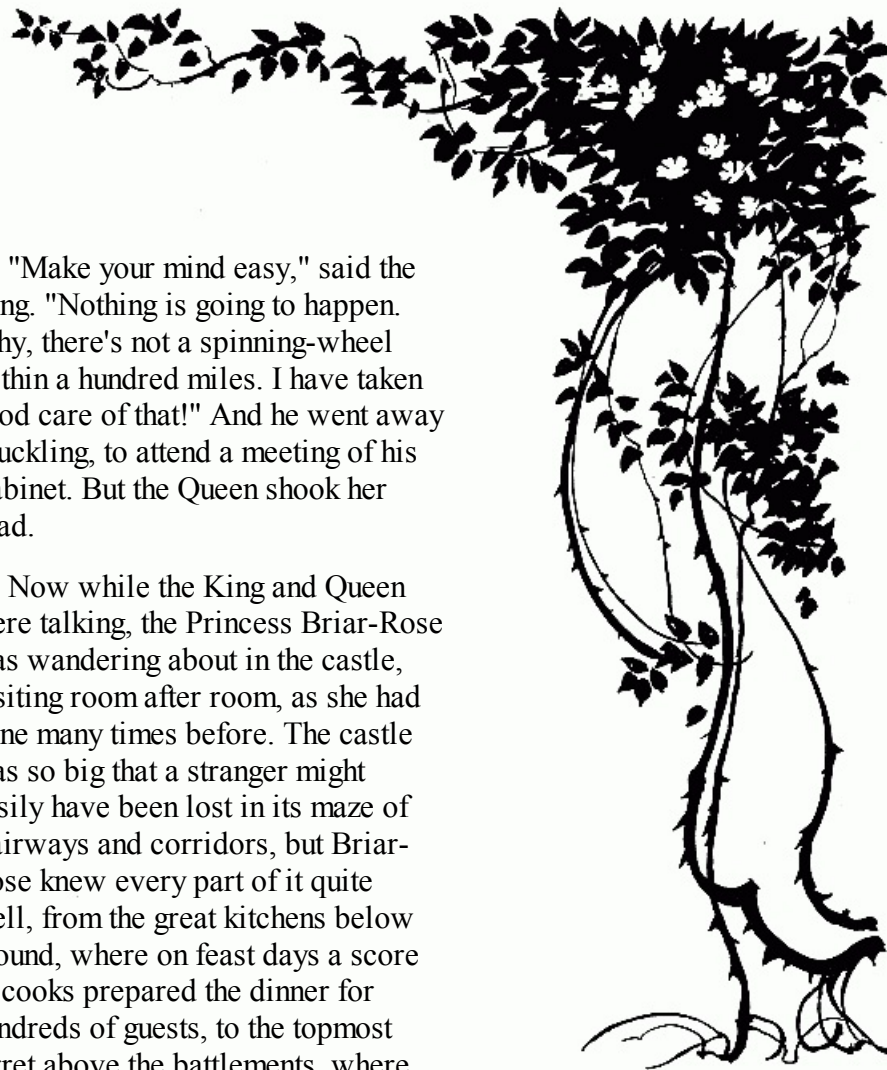 "Make your mind easy," said the
ng. "Nothing is going to happen.
hy, there's not a spinning-wheel
thin a hundred miles. I have taken
od care of that!" And he went away
uckling, to attend a meeting of his
abinet. But the Queen shook her
ad.
Now while the King and Queen
ere talking, the Princess Briar-Rose
as wandering about in the castle,
siting room after room, as she had
ne many times before. The castle
as so big that a stranger might
sily have been lost in its maze of
airways and corridors, but Briar-
ose knew every part of it quite
ell, from the great kitchens below
ound, where on feast days a score
cooks prepared the dinner for
ndreds of guests, to the topmost
rret above the battlements, where